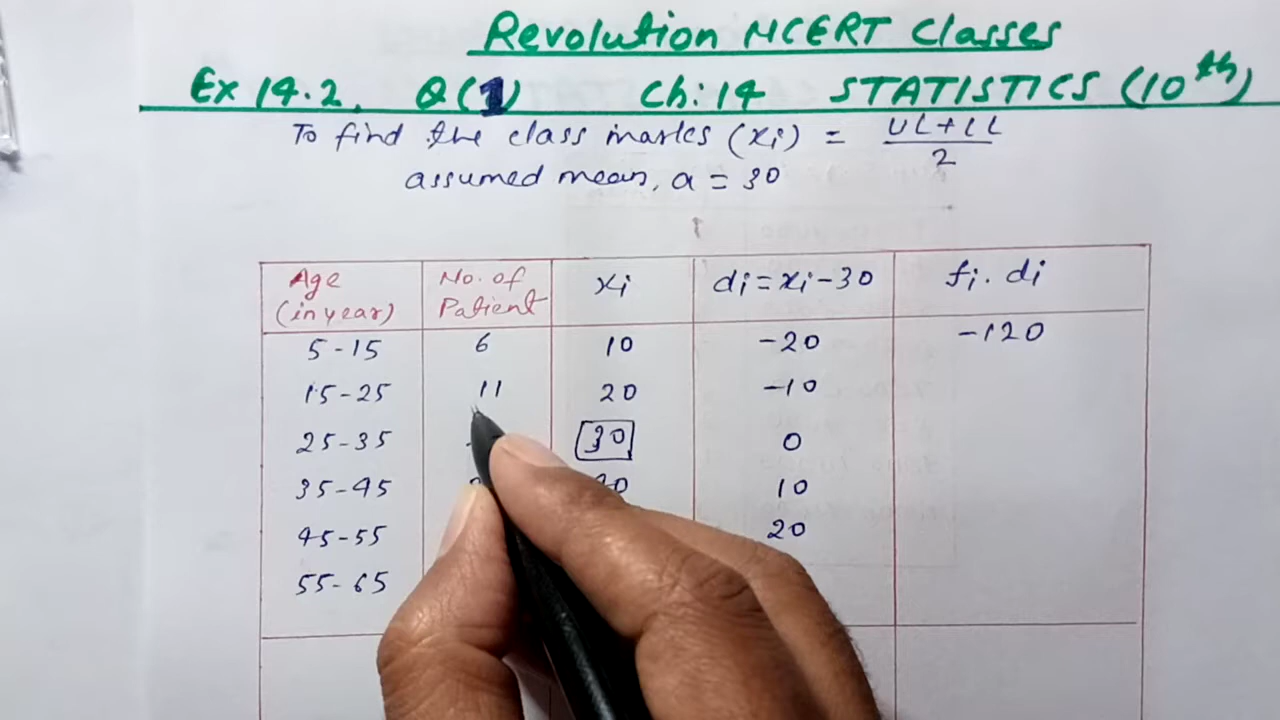 Revolution NCERT Classes
Ex 14.2. Q(1) Ch:14 STATISTICS (10th)
To find the class marks (xi) = UL+LL / 2
assumed mean, a = 30
Age (in year) No. of Patient xi di = xi - 30 fi . di
5-15 6 10 -20 -120
15-25 11 20 -10
25-35 30 0
35-45 10
45-55 20
55-65